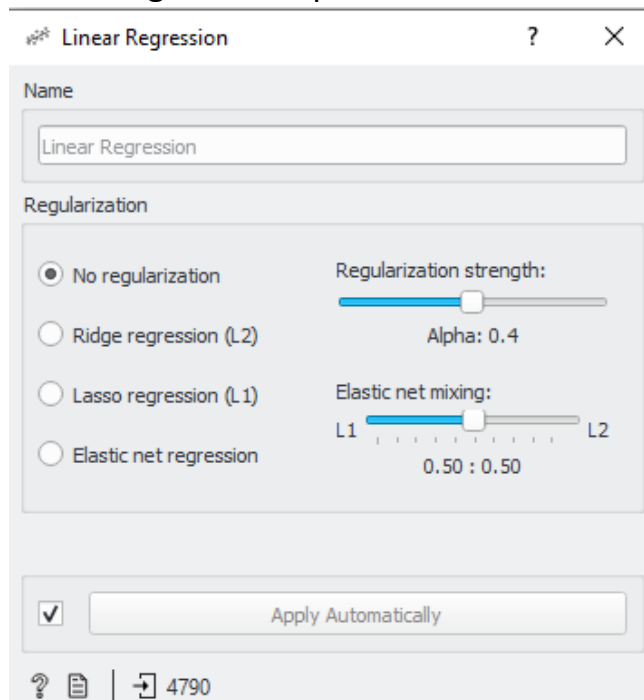 Linear Regression ? ×
Name
Linear Regression
Regularization
No regularization
Ridge regression (L2)
Lasso regression (L1)
Elastic net regression
Regularization strength:
Alpha: 0.4
Elastic net mixing:
L1 L2
0.50 : 0.50
Apply Automatically
? 4790